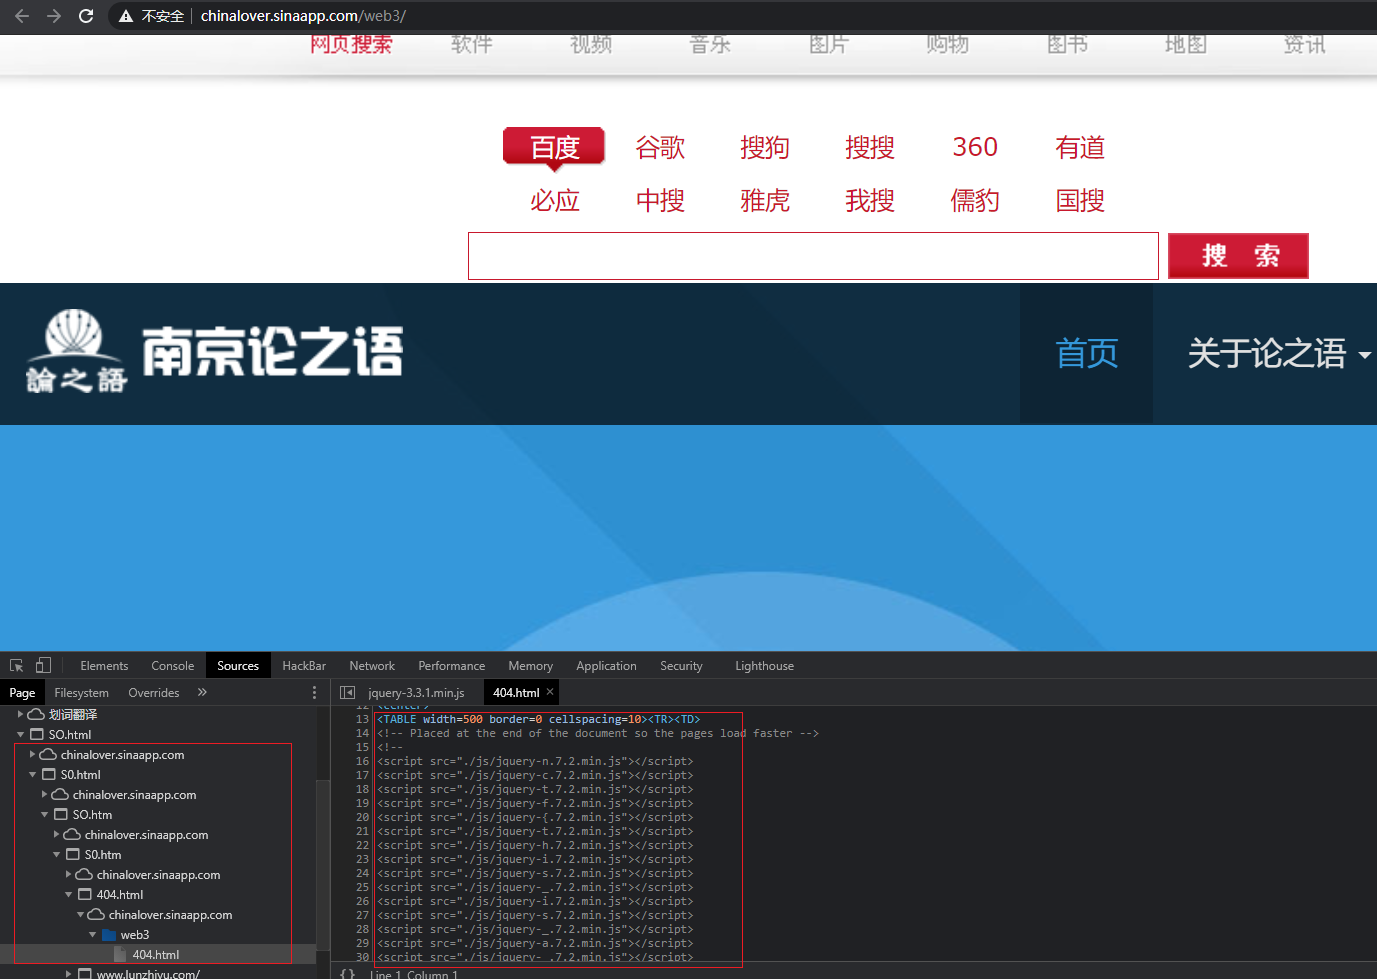 不安全 chinalover.sinaapp.com/web3/
网页搜索 软件 视频 音乐 图片 购物 图书 地图 资讯
百度 谷歌 搜狗 搜搜 360 有道
必应 中搜 雅虎 我搜 儒豹 国搜
搜 索
論之語 南京论之语 首页 关于论之语
Elements Console Sources HackBar Network Performance Memory Application Security Lighthouse
Page Filesystem Overrides » jquery-3.3.1.min.js 404.html ×
划词翻译
SO.html
chinalover.sinaapp.com
S0.html
chinalover.sinaapp.com
SO.htm
chinalover.sinaapp.com
S0.htm
chinalover.sinaapp.com
404.html
chinalover.sinaapp.com
web3
404.html
www.lunzhiyu.com/
12 <center>
13 <TABLE width=500 border=0 cellspacing=10><TR><TD>
14 <!-- Placed at the end of the document so the pages load faster -->
15 <!--
16 <script src="./js/jquery-n.7.2.min.js"></script>
17 <script src="./js/jquery-c.7.2.min.js"></script>
18 <script src="./js/jquery-t.7.2.min.js"></script>
19 <script src="./js/jquery-f.7.2.min.js"></script>
20 <script src="./js/jquery-{.7.2.min.js"></script>
21 <script src="./js/jquery-t.7.2.min.js"></script>
22 <script src="./js/jquery-h.7.2.min.js"></script>
23 <script src="./js/jquery-i.7.2.min.js"></script>
24 <script src="./js/jquery-s.7.2.min.js"></script>
25 <script src="./js/jquery-_.7.2.min.js"></script>
26 <script src="./js/jquery-i.7.2.min.js"></script>
27 <script src="./js/jquery-s.7.2.min.js"></script>
28 <script src="./js/jquery-_.7.2.min.js"></script>
29 <script src="./js/jquery-a.7.2.min.js"></script>
30 <script src="./js/jquery-_.7.2.min.js"></script>
{} Line 1, Column 1